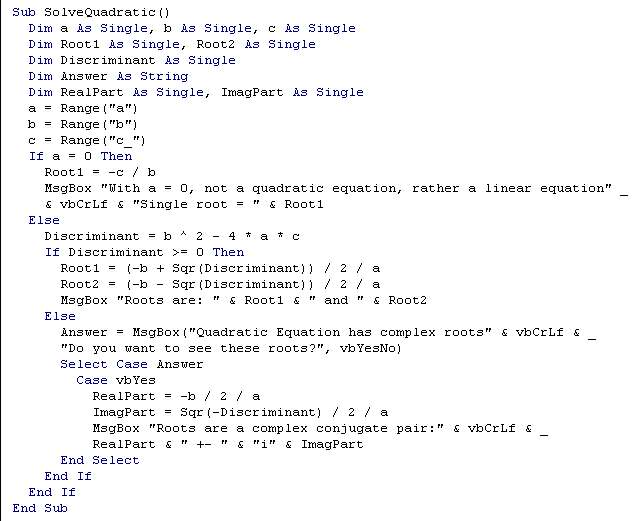 Sub SolveQuadratic()
Dim a As Single, b As Single, c As Single
Dim Root1 As Single, Root2 As Single
Dim Discriminant As Single
Dim Answer As String
Dim RealPart As Single, ImagPart As Single
a = Range("a")
b = Range("b")
c = Range("c_")
If a = 0 Then
Root1 = -c / b
MsgBox "With a = 0, not a quadratic equation, rather a linear equation" _
& vbCrLf & "Single root = " & Root1
Else
Discriminant = b ^ 2 - 4 * a * c
If Discriminant >= 0 Then
Root1 = (-b + Sqr(Discriminant)) / 2 / a
Root2 = (-b - Sqr(Discriminant)) / 2 / a
MsgBox "Roots are: " & Root1 & " and " & Root2
Else
Answer = MsgBox("Quadratic Equation has complex roots" & vbCrLf & _
"Do you want to see these roots?", vbYesNo)
Select Case Answer
Case vbYes
RealPart = -b / 2 / a
ImagPart = Sqr(-Discriminant) / 2 / a
MsgBox "Roots are a complex conjugate pair:" & vbCrLf & _
RealPart & " +- " & "i" & ImagPart
End Select
End If
End If
End Sub